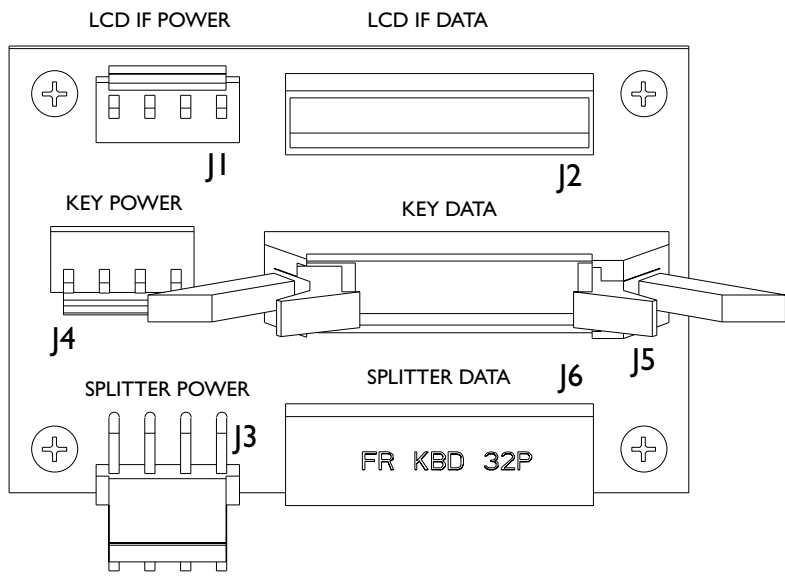 LCD IF POWER
LCD IF DATA
J1
J2
KEY POWER
KEY DATA
J4
J5
SPLITTER POWER
SPLITTER DATA
J6
J3
FR KBD 32P